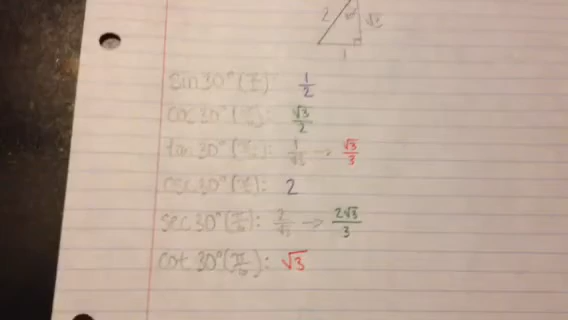 2
√3
1
sin 30° (π/6) 1/2
cos 30° (π/6): √3/2
tan 30° (π/6): 1/√3 → √3/3
csc 30° (π/6): 2
sec 30° (π/6): 2/√3 → 2√3/3
cot 30° (π/6): √3